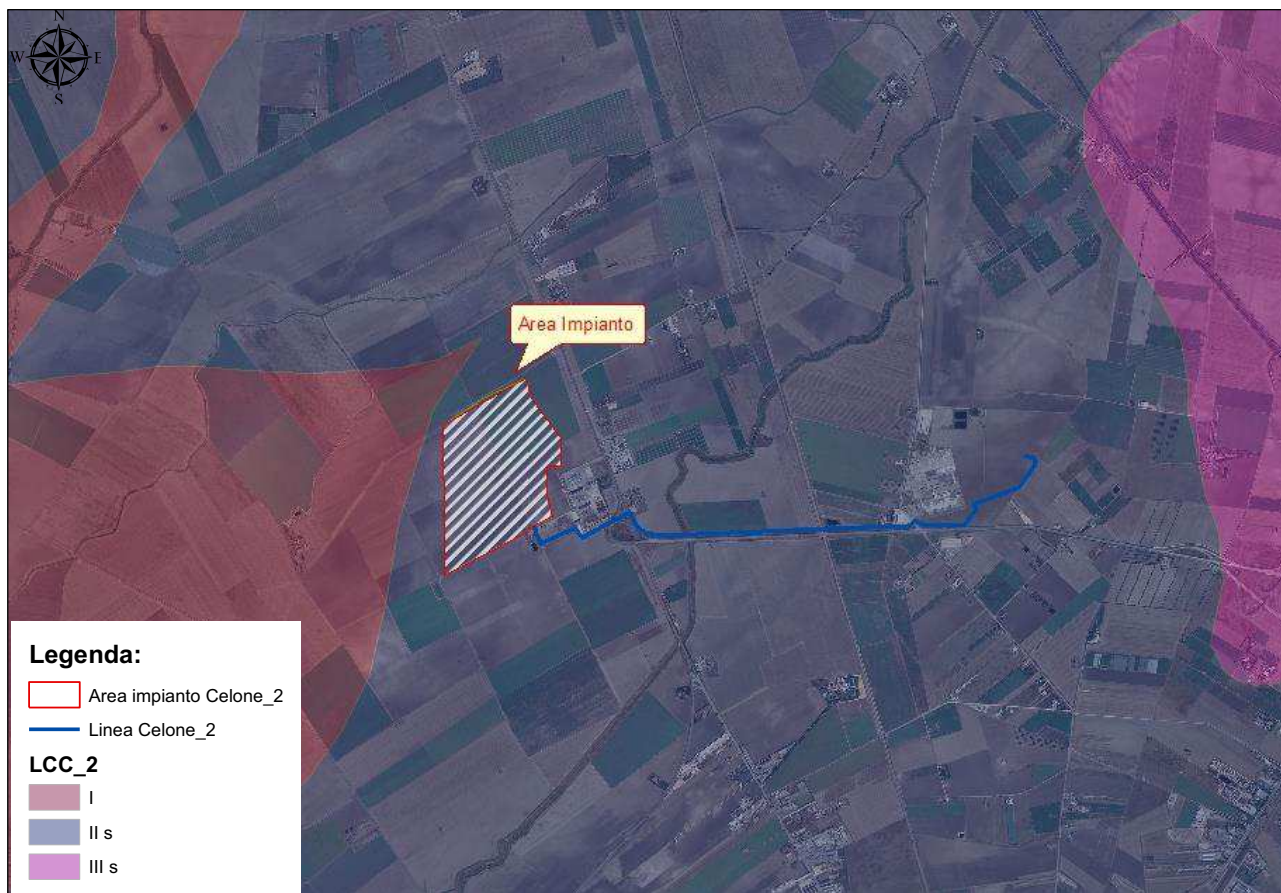 N
W E
S
Area Impianto
Legenda:
Area impianto Celone_2
Linea Celone_2
LCC_2
I
II s
III s